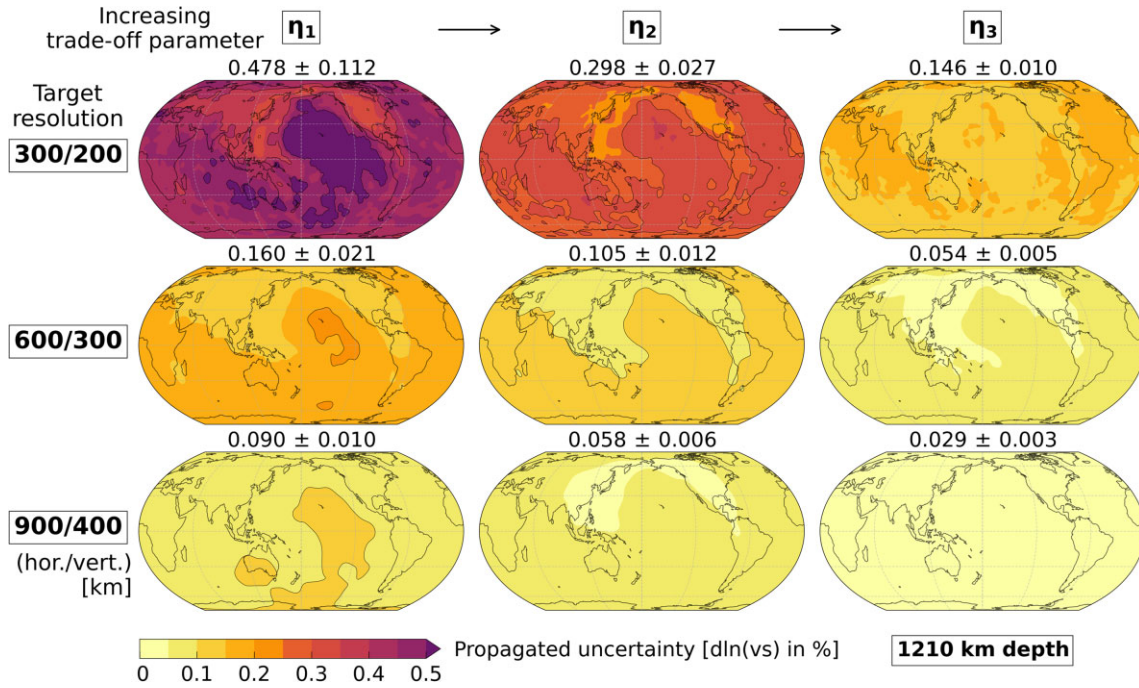 Increasing
trade-off parameter
η1 → η2 → η3
0.478 ± 0.112
0.298 ± 0.027
0.146 ± 0.010
Target
resolution
300/200
0.160 ± 0.021
0.105 ± 0.012
0.054 ± 0.005
600/300
0.090 ± 0.010
0.058 ± 0.006
0.029 ± 0.003
900/400
(hor./vert.)
[km]
Propagated uncertainty [dln(vs) in %]
0 0.1 0.2 0.3 0.4 0.5
1210 km depth